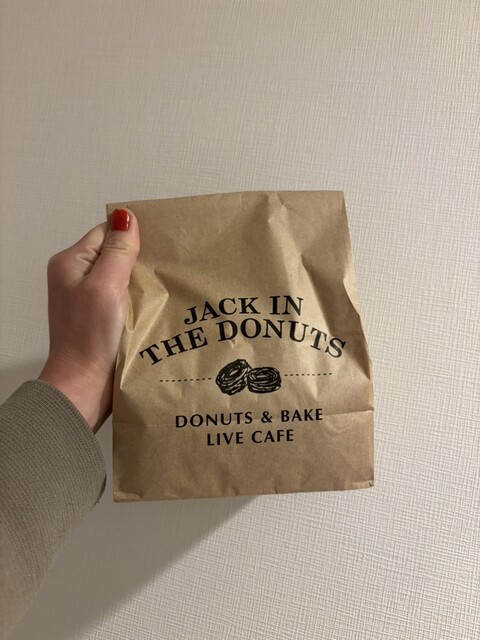 JACK IN
THE DONUTS
DONUTS & BAKE
LIVE CAFE